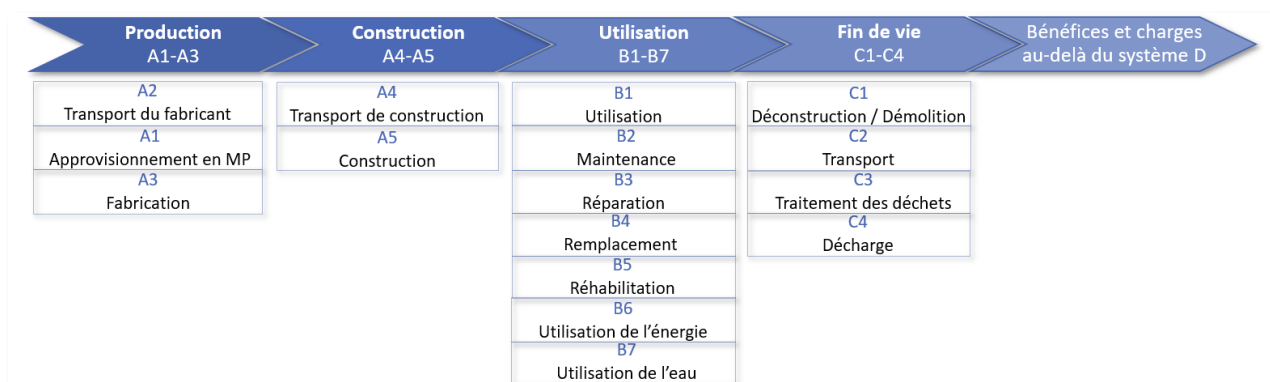 Production
A1-A3
Construction
A4-A5
Utilisation
B1-B7
Fin de vie
C1-C4
Bénéfices et charges
au-delà du système D
A2
Transport du fabricant
A1
Approvisionnement en MP
A3
Fabrication
A4
Transport de construction
A5
Construction
B1
Utilisation
B2
Maintenance
B3
Réparation
B4
Remplacement
B5
Réhabilitation
B6
Utilisation de l'énergie
B7
Utilisation de l'eau
C1
Déconstruction / Démolition
C2
Transport
C3
Traitement des déchets
C4
Décharge